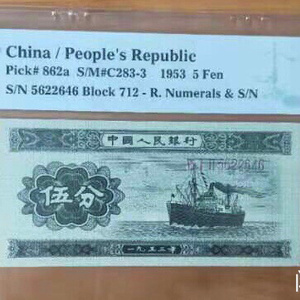 China / People's Republic
Pick# 862a S/M#C283-3 1953 5 Fen
S/N 5622646 Block 712 - R. Numerals & S/N
中國人民銀行
5622646
伍分
一九五三年